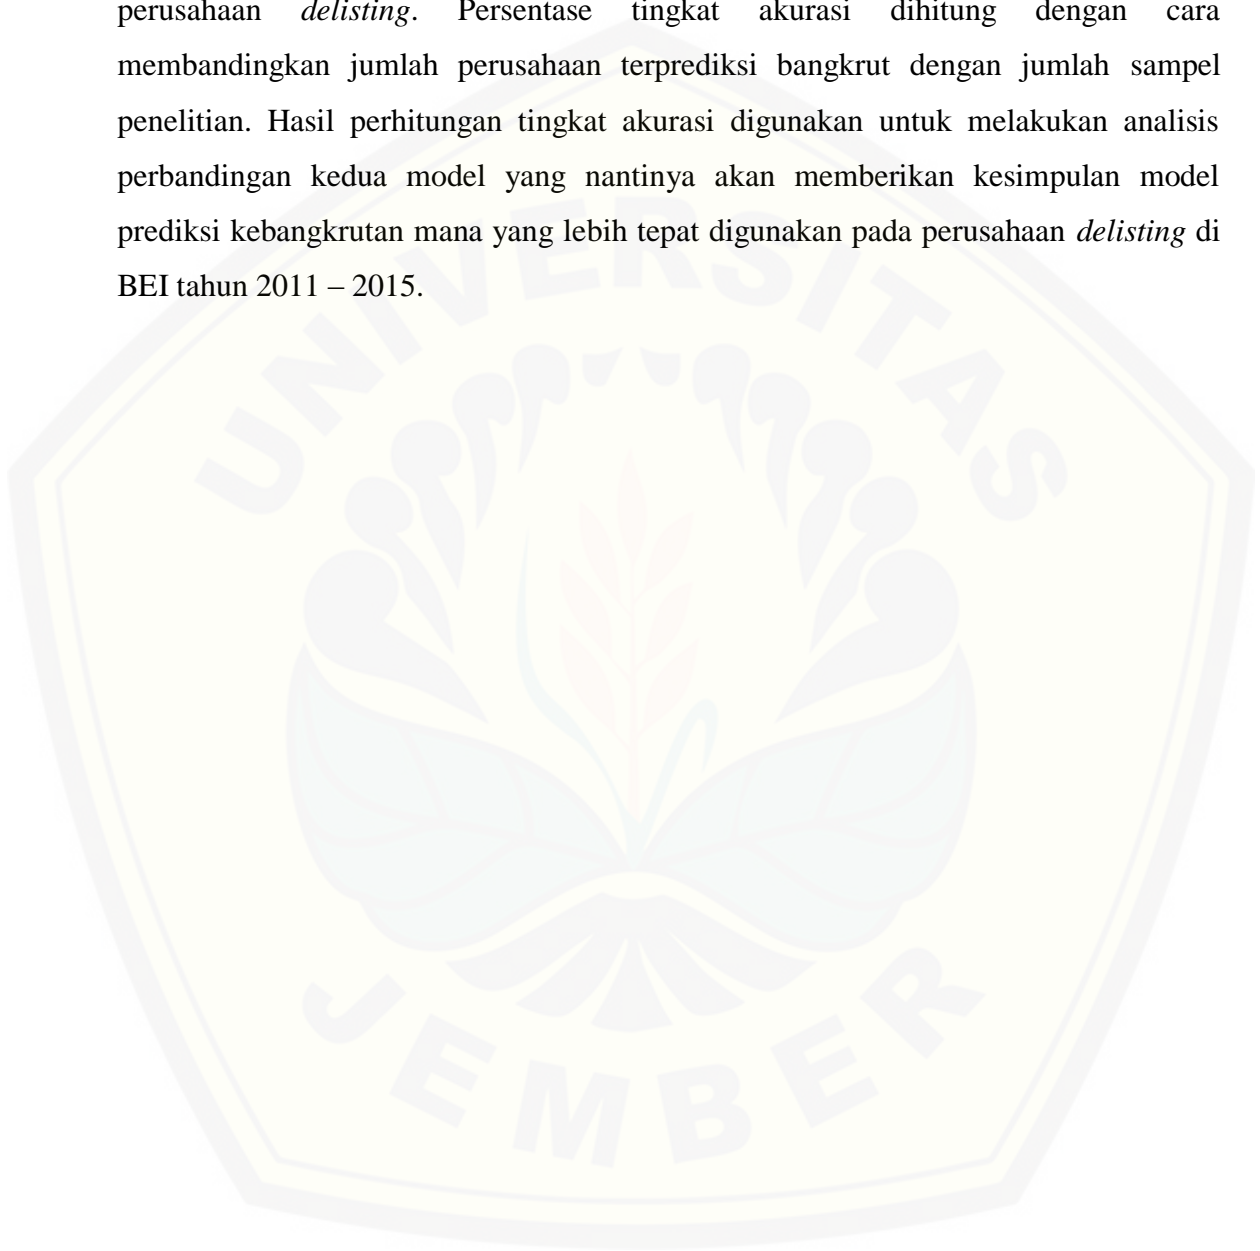 perusahaan delisting. Persentase tingkat akurasi dihitung dengan cara
membandingkan jumlah perusahaan terprediksi bangkrut dengan jumlah sampel
penelitian. Hasil perhitungan tingkat akurasi digunakan untuk melakukan analisis
perbandingan kedua model yang nantinya akan memberikan kesimpulan model
prediksi kebangkrutan mana yang lebih tepat digunakan pada perusahaan delisting di
BEI tahun 2011 – 2015.
UNIVERSITAS
JEMBER